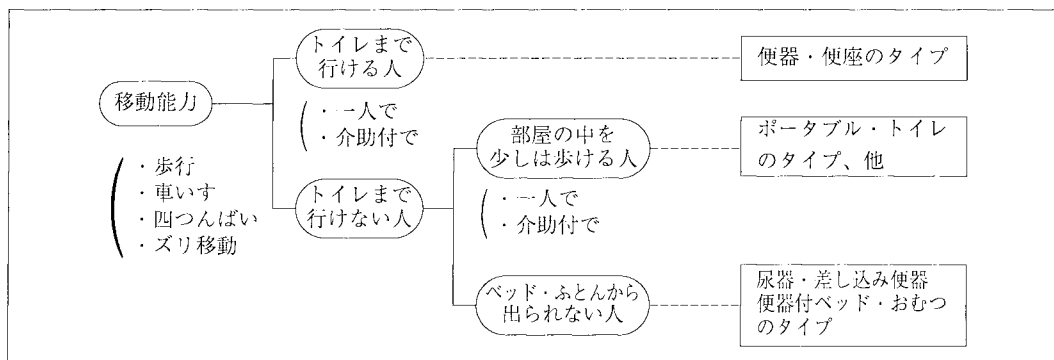 移動能力
・歩行
・車いす
・四つんばい
・ズリ移動
トイレまで
行ける人
・一人で
・介助付で
便器・便座のタイプ
トイレまで
行けない人
部屋の中を
少しは歩ける人
・一人で
・介助付で
ポータブル・トイレ
のタイプ、他
ベッド・ふとんから
出られない人
尿器・差し込み便器
便器付ベッド・おむつ
のタイプ